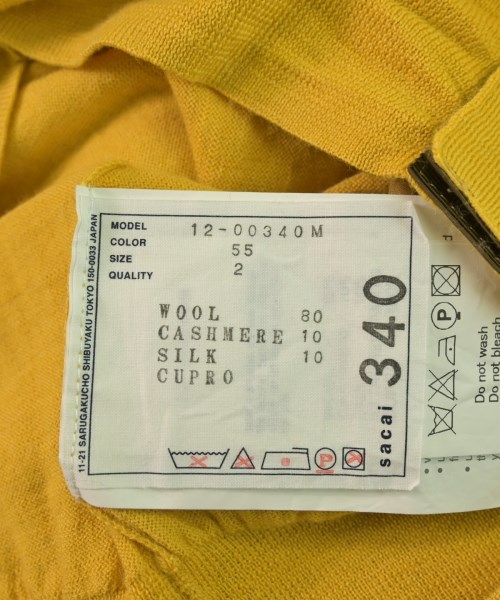 MODEL 12-00340M
COLOR 55
SIZE 2
QUALITY
WOOL 80
CASHMERE 10
SILK 10
CUPRO
sacai 340
11-21 SARUGAKUCHO SHIBUYAKU TOKYO 150-0033 JAPAN
F
P
Do not wash
Do not bleach